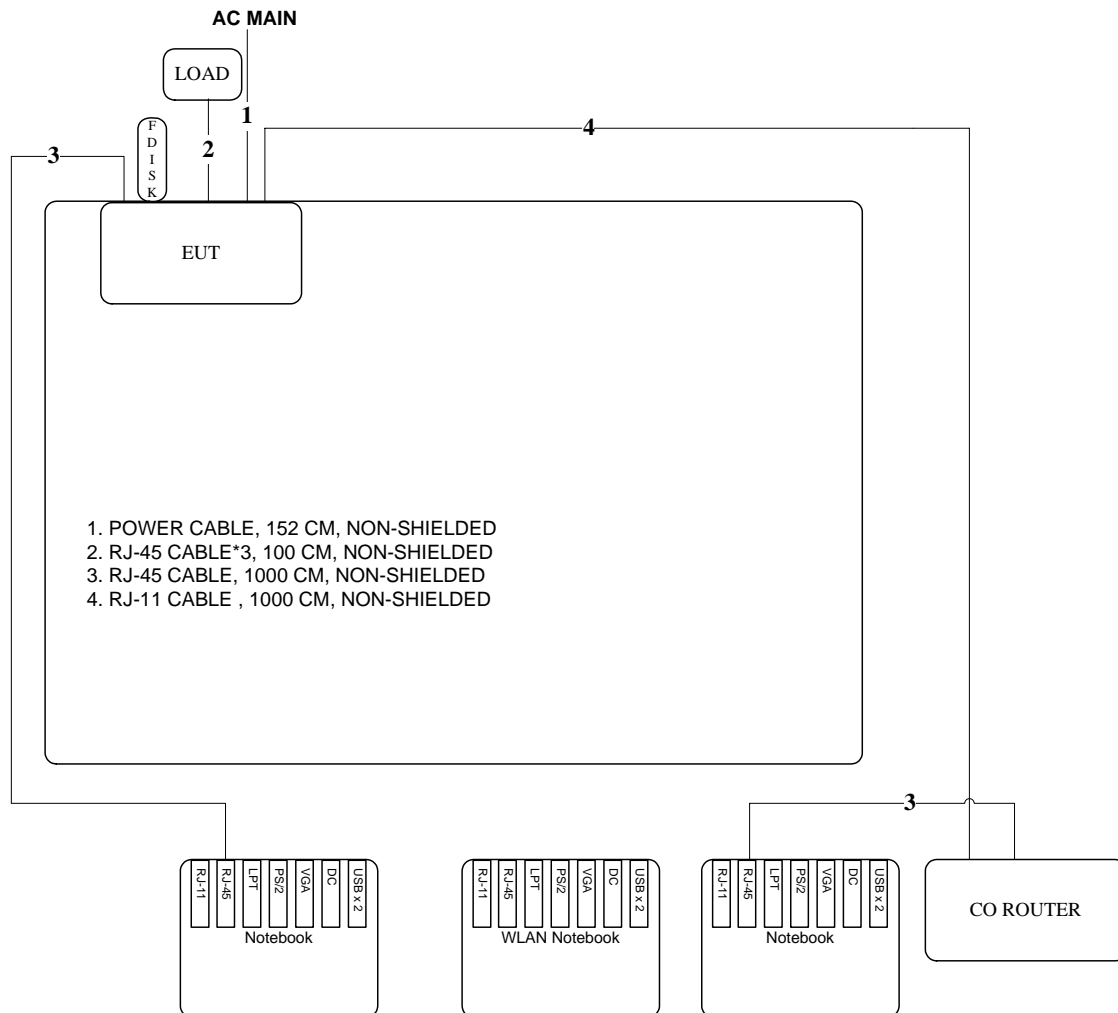 AC MAIN
LOAD
1
F
D
I
S
K
2
4
3
EUT
1. POWER CABLE, 152 CM, NON-SHIELDED
2. RJ-45 CABLE*3, 100 CM, NON-SHIELDED
3. RJ-45 CABLE, 1000 CM, NON-SHIELDED
4. RJ-11 CABLE , 1000 CM, NON-SHIELDED
3
RJ-11
RJ-45
LPT
PS/2
VGA
DC
USB x 2
Notebook
RJ-11
RJ-45
LPT
PS/2
VGA
DC
USB x 2
WLAN Notebook
RJ-11
RJ-45
LPT
PS/2
VGA
DC
USB x 2
Notebook
CO ROUTER